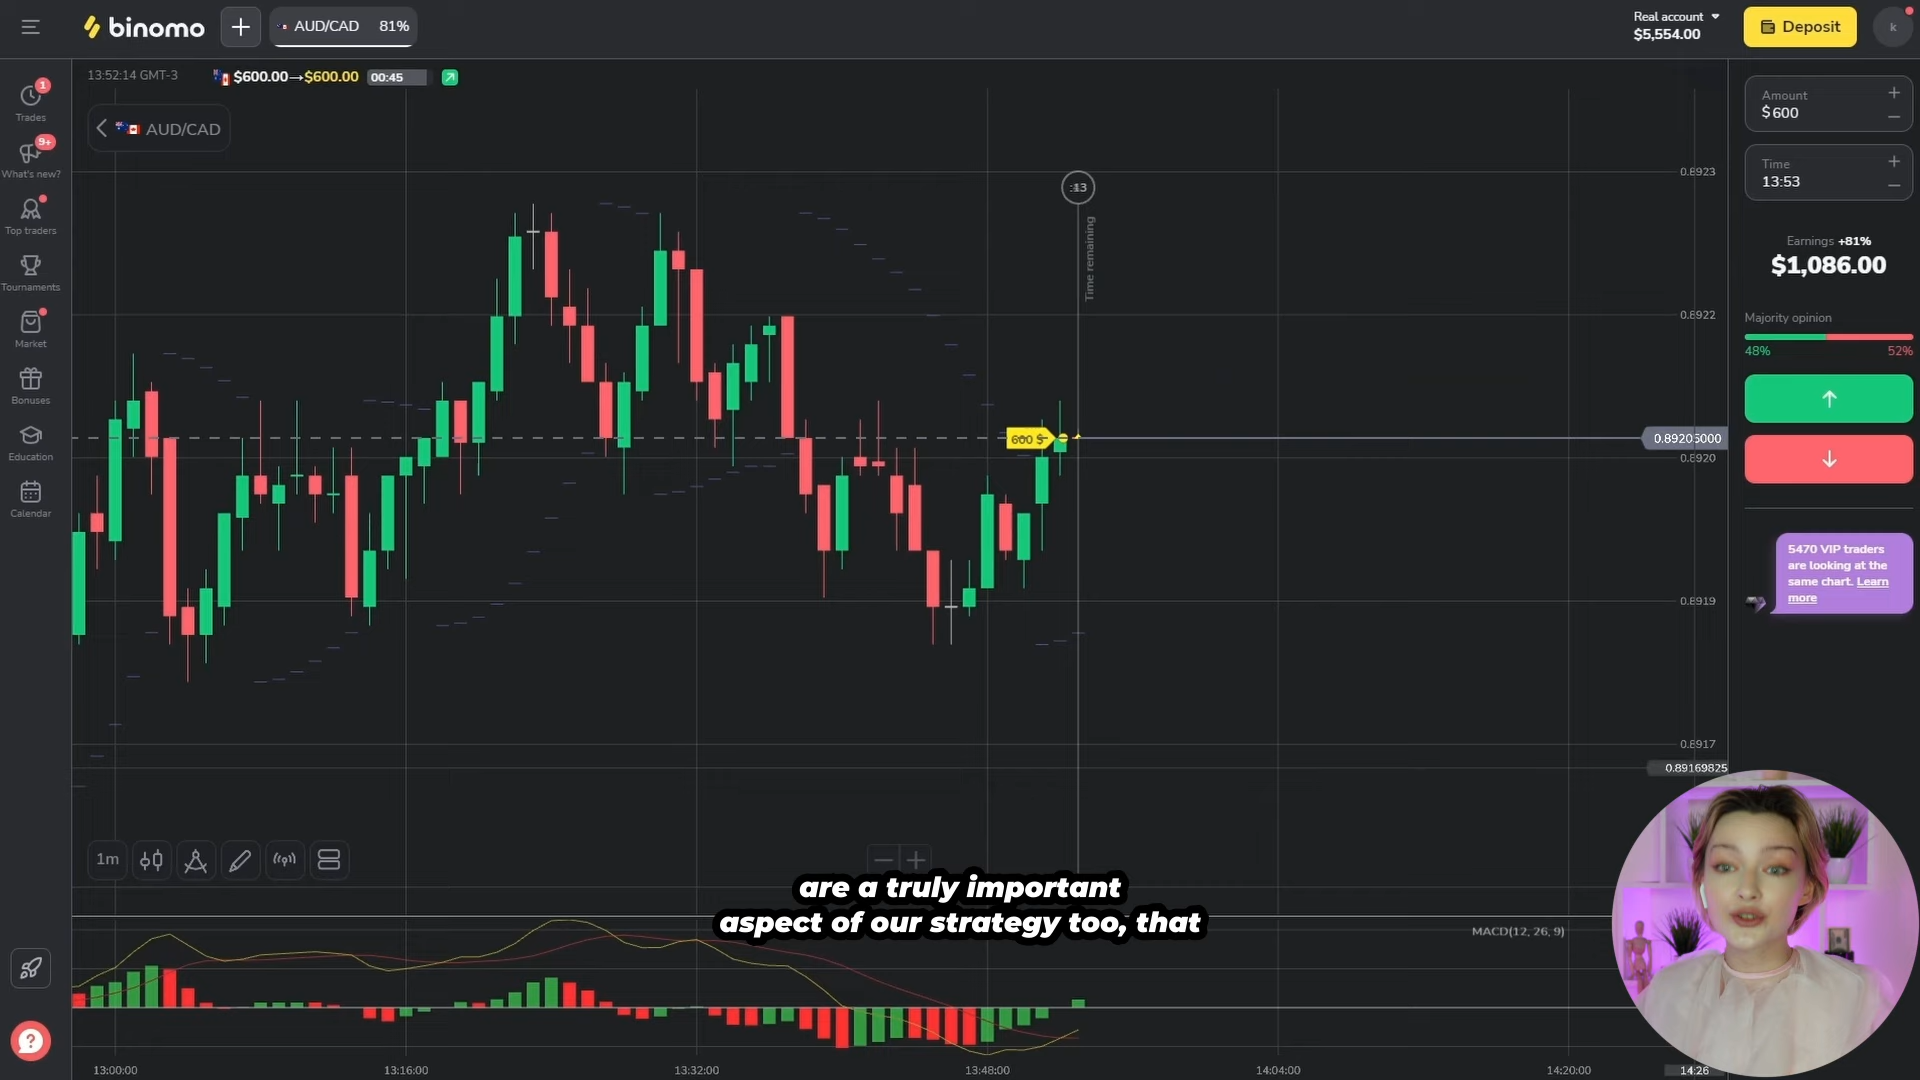 binomo
+
AUD/CAD 81%
Real account
$5,554.00
Deposit
k
13:52:14 GMT-3
$600.00→$600.00 00:45
AUD/CAD
1
Trades
9+
What's new?
Top traders
Tournaments
Market
Bonuses
Education
Calendar
:13
Time remaining
600 $
0.8923
0.8922
0.89205000
0.8920
0.8919
0.8917
0.89169825
Amount
$600
Time
13:53
Earnings +81%
$1,086.00
Majority opinion
48% 52%
5470 VIP traders
are looking at the
same chart. Learn
more
1m
are a truly important
aspect of our strategy too, that
MACD(12, 26, 9)
?
13:00:00 13:16:00 13:32:00 13:48:00 14:04:00 14:20:00 14:26